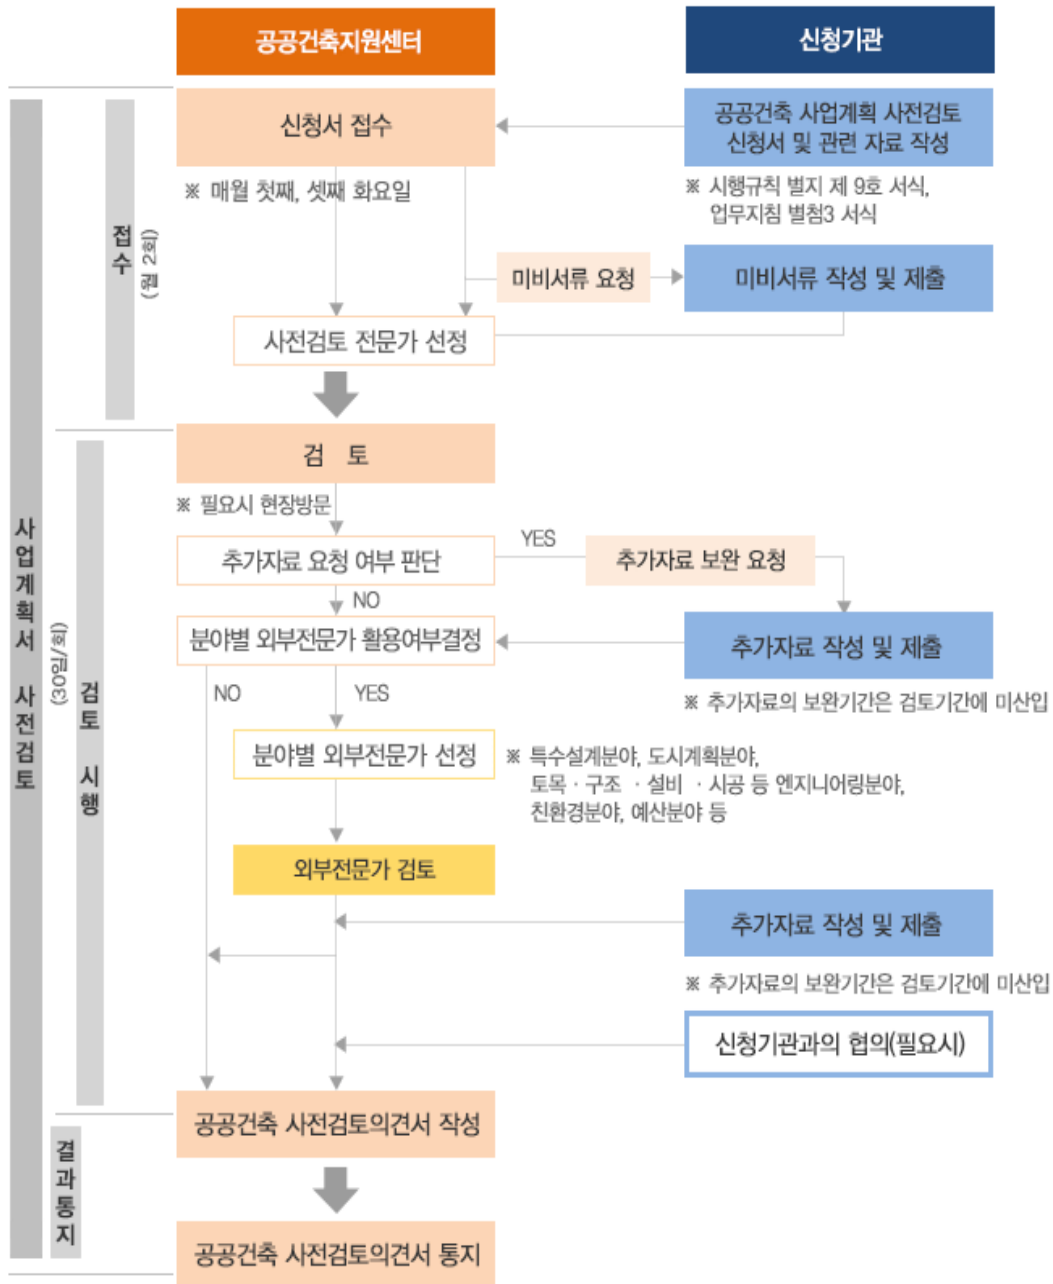 공공건축지원센터
신청기관
신청서 접수
공공건축 사업계획 사전검토
신청서 및 관련 자료 작성
※ 매월 첫째, 셋째 화요일
※ 시행규칙 별지 제 9호 서식,
업무지침 별첨3 서식
접수
(월 2회)
미비서류 요청
미비서류 작성 및 제출
사전검토 전문가 선정
사업계획서 사전검토
검 토
※ 필요시 현장방문
추가자료 요청 여부 판단
YES
추가자료 보완 요청
NO
분야별 외부전문가 활용여부결정
추가자료 작성 및 제출
※ 추가자료의 보완기간은 검토기간에 미산입
(30일/회)
검토 시행
NO
YES
분야별 외부전문가 선정
※ 특수설계분야, 도시계획분야,
토목 · 구조 · 설비 · 시공 등 엔지니어링분야,
친환경분야, 예산분야 등
외부전문가 검토
추가자료 작성 및 제출
※ 추가자료의 보완기간은 검토기간에 미산입
신청기관과의 협의(필요시)
공공건축 사전검토의견서 작성
결과통지
공공건축 사전검토의견서 통지